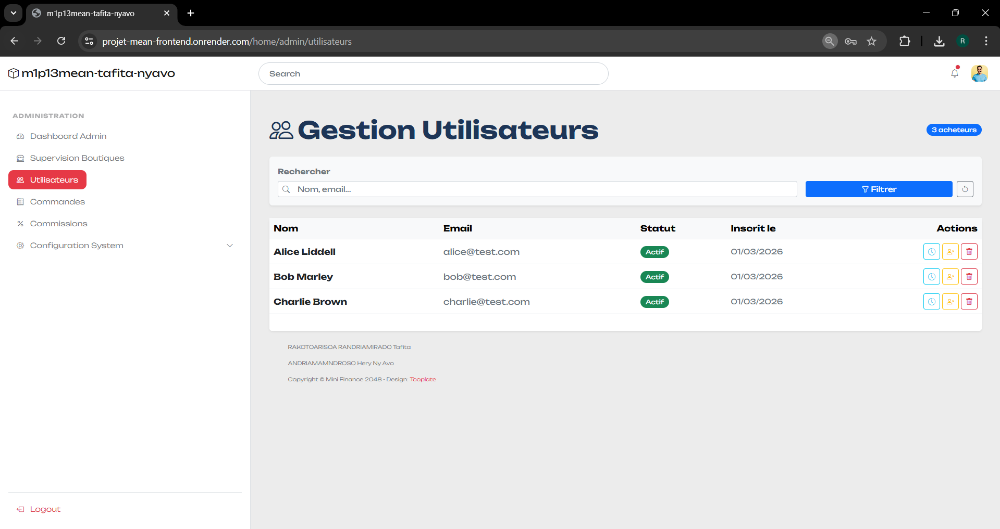 m1p13mean-tafita-nyavo
projet-mean-frontend.onrender.com/home/admin/utilisateurs
R
m1p13mean-tafita-nyavo
Search
ADMINISTRATION
Dashboard Admin
Supervision Boutiques
Utilisateurs
Commandes
Commissions
Configuration System
Logout
Gestion Utilisateurs
3 acheteurs
Rechercher
Nom, email...
Filtrer
Nom Email Statut Inscrit le Actions
Alice Liddell alice@test.com Actif 01/03/2026
Bob Marley bob@test.com Actif 01/03/2026
Charlie Brown charlie@test.com Actif 01/03/2026
RAKOTOARISOA RANDRIAMIRADO Tafita
ANDRIAMAMNDROSO Hery Ny Avo
Copyright © Mini Finance 2048 - Design: Tooplate